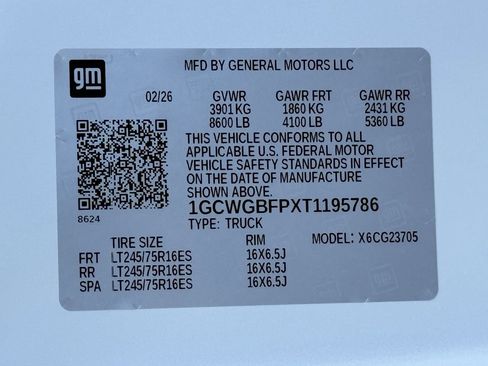 gm
MFD BY GENERAL MOTORS LLC
02/26 GVWR GAWR FRT GAWR RR
3901 KG 1860 KG 2431 KG
8600 LB 4100 LB 5360 LB
THIS VEHICLE CONFORMS TO ALL
APPLICABLE U.S. FEDERAL MOTOR
VEHICLE SAFETY STANDARDS IN EFFECT
ON THE DATE OF MANUFACTURE
SHOWN ABOVE.
8624
1GCWGBFPXT1195786
TYPE: TRUCK
TIRE SIZE RIM MODEL: X6CG23705
FRT LT245/75R16ES 16X6.5J
RR LT245/75R16ES 16X6.5J
SPA LT245/75R16ES 16X6.5J